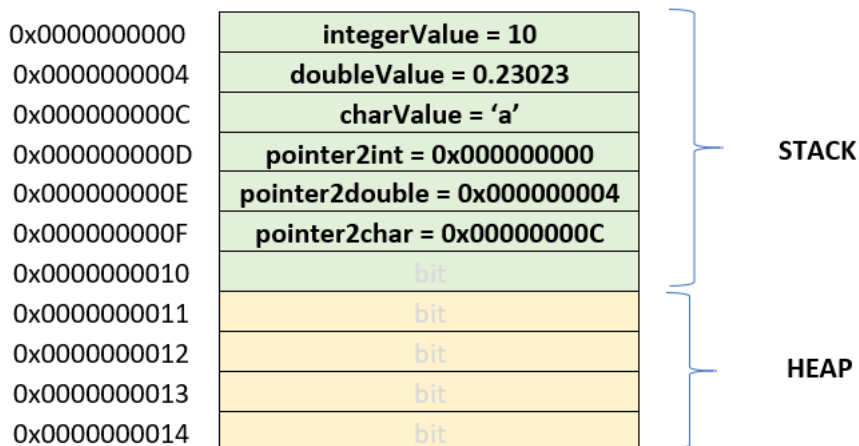 0x0000000000 integerValue = 10
0x0000000004 doubleValue = 0.23023
0x000000000C charValue = ‘a’
0x000000000D pointer2int = 0x000000000
STACK
0x000000000E pointer2double = 0x000000004
0x000000000F pointer2char = 0x00000000C
0x0000000010 bit
0x0000000011 bit
0x0000000012 bit
HEAP
0x0000000013 bit
0x0000000014 bit